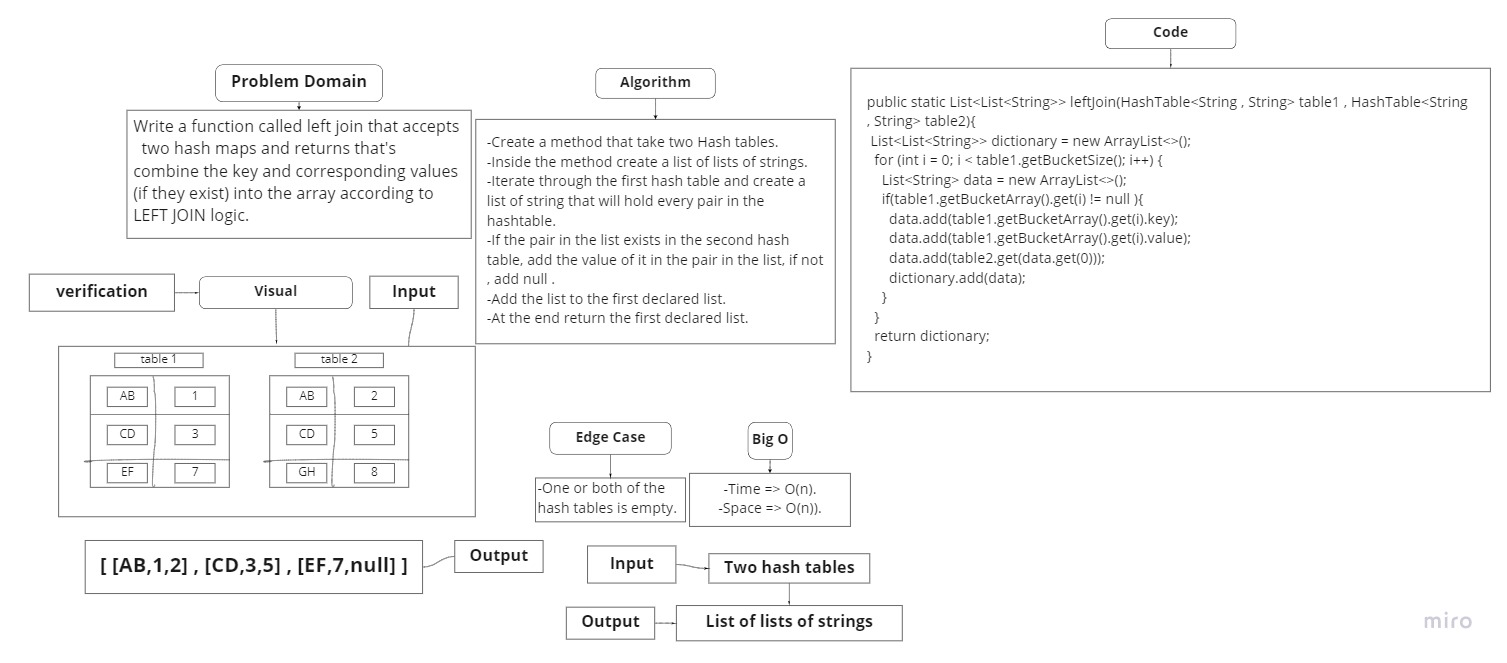 Problem Domain
Write a function called left join that accepts
two hash maps and returns that's
combine the key and corresponding values
(if they exist) into the array according to
LEFT JOIN logic.
Algorithm
-Create a method that take two Hash tables.
-Inside the method create a list of lists of strings.
-Iterate through the first hash table and create a
list of string that will hold every pair in the
hashtable.
-If the pair in the list exists in the second hash
table, add the value of it in the pair in the list, if not
, add null .
-Add the list to the first declared list.
-At the end return the first declared list.
Code
public static List<List<String>> leftJoin(HashTable<String , String> table1 , HashTable<String
, String> table2){
List<List<String>> dictionary = new ArrayList<>();
for (int i = 0; i < table1.getBucketSize(); i++) {
List<String> data = new ArrayList<>();
if(table1.getBucketArray().get(i) != null ){
data.add(table1.getBucketArray().get(i).key);
data.add(table1.getBucketArray().get(i).value);
data.add(table2.get(data.get(0)));
dictionary.add(data);
}
}
return dictionary;
}
verification
Visual
Input
table 1
AB 1
CD 3
EF 7
table 2
AB 2
CD 5
GH 8
Edge Case
-One or both of the
hash tables is empty.
Big O
-Time => O(n).
-Space => O(n)).
[ [AB,1,2] , [CD,3,5] , [EF,7,null] ]
Output
Input
Two hash tables
Output
List of lists of strings
miro